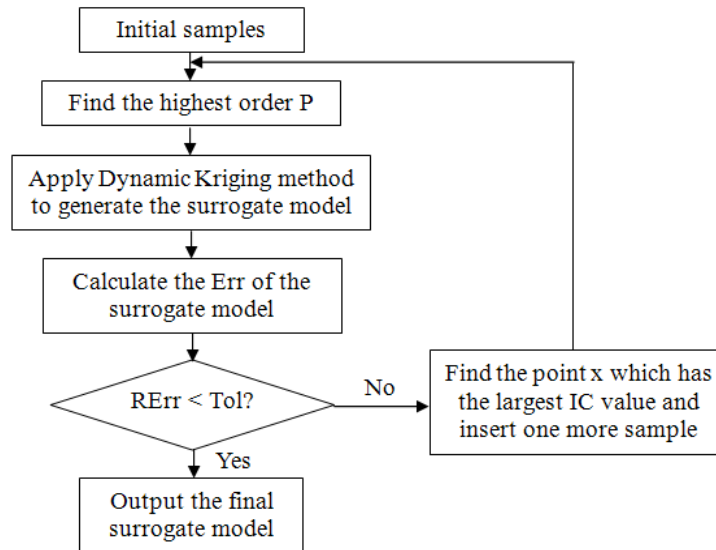 Initial samples
Find the highest order P
Apply Dynamic Kriging method
to generate the surrogate model
Calculate the Err of the
surrogate model
RErr < Tol?
No
Find the point x which has
the largest IC value and
insert one more sample
Yes
Output the final
surrogate model